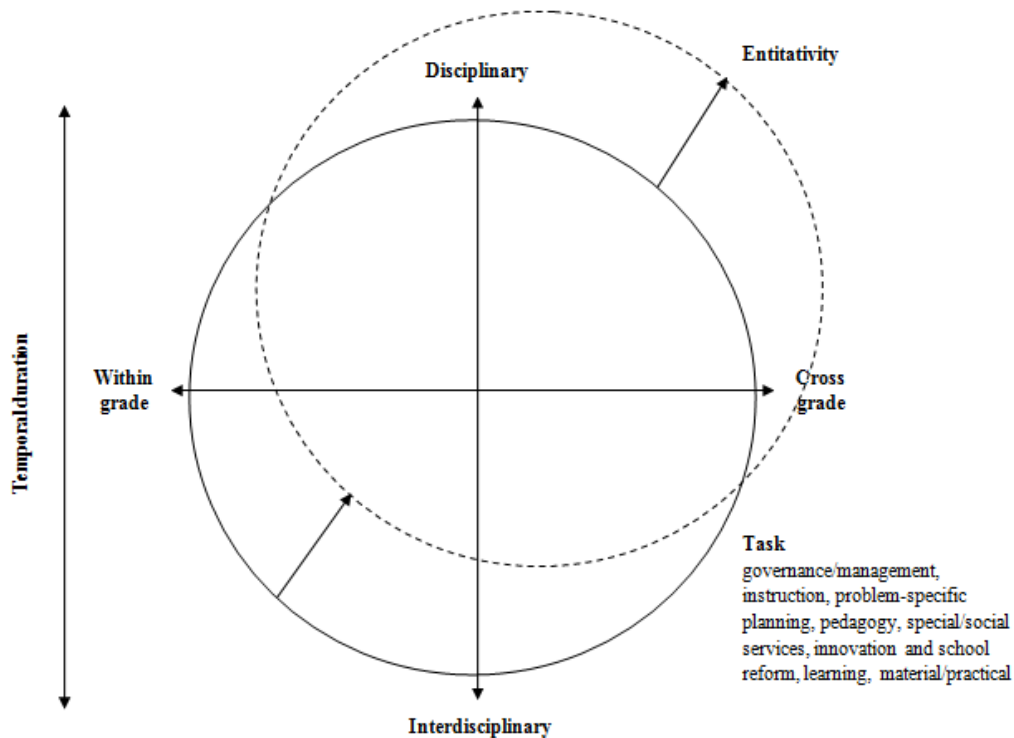 Entitativity
Disciplinary
Temporal duration
Within
grade
Cross
grade
Task
governance/management,
instruction, problem-specific
planning, pedagogy, special/social
services, innovation and school
reform, learning, material/practical
Interdisciplinary